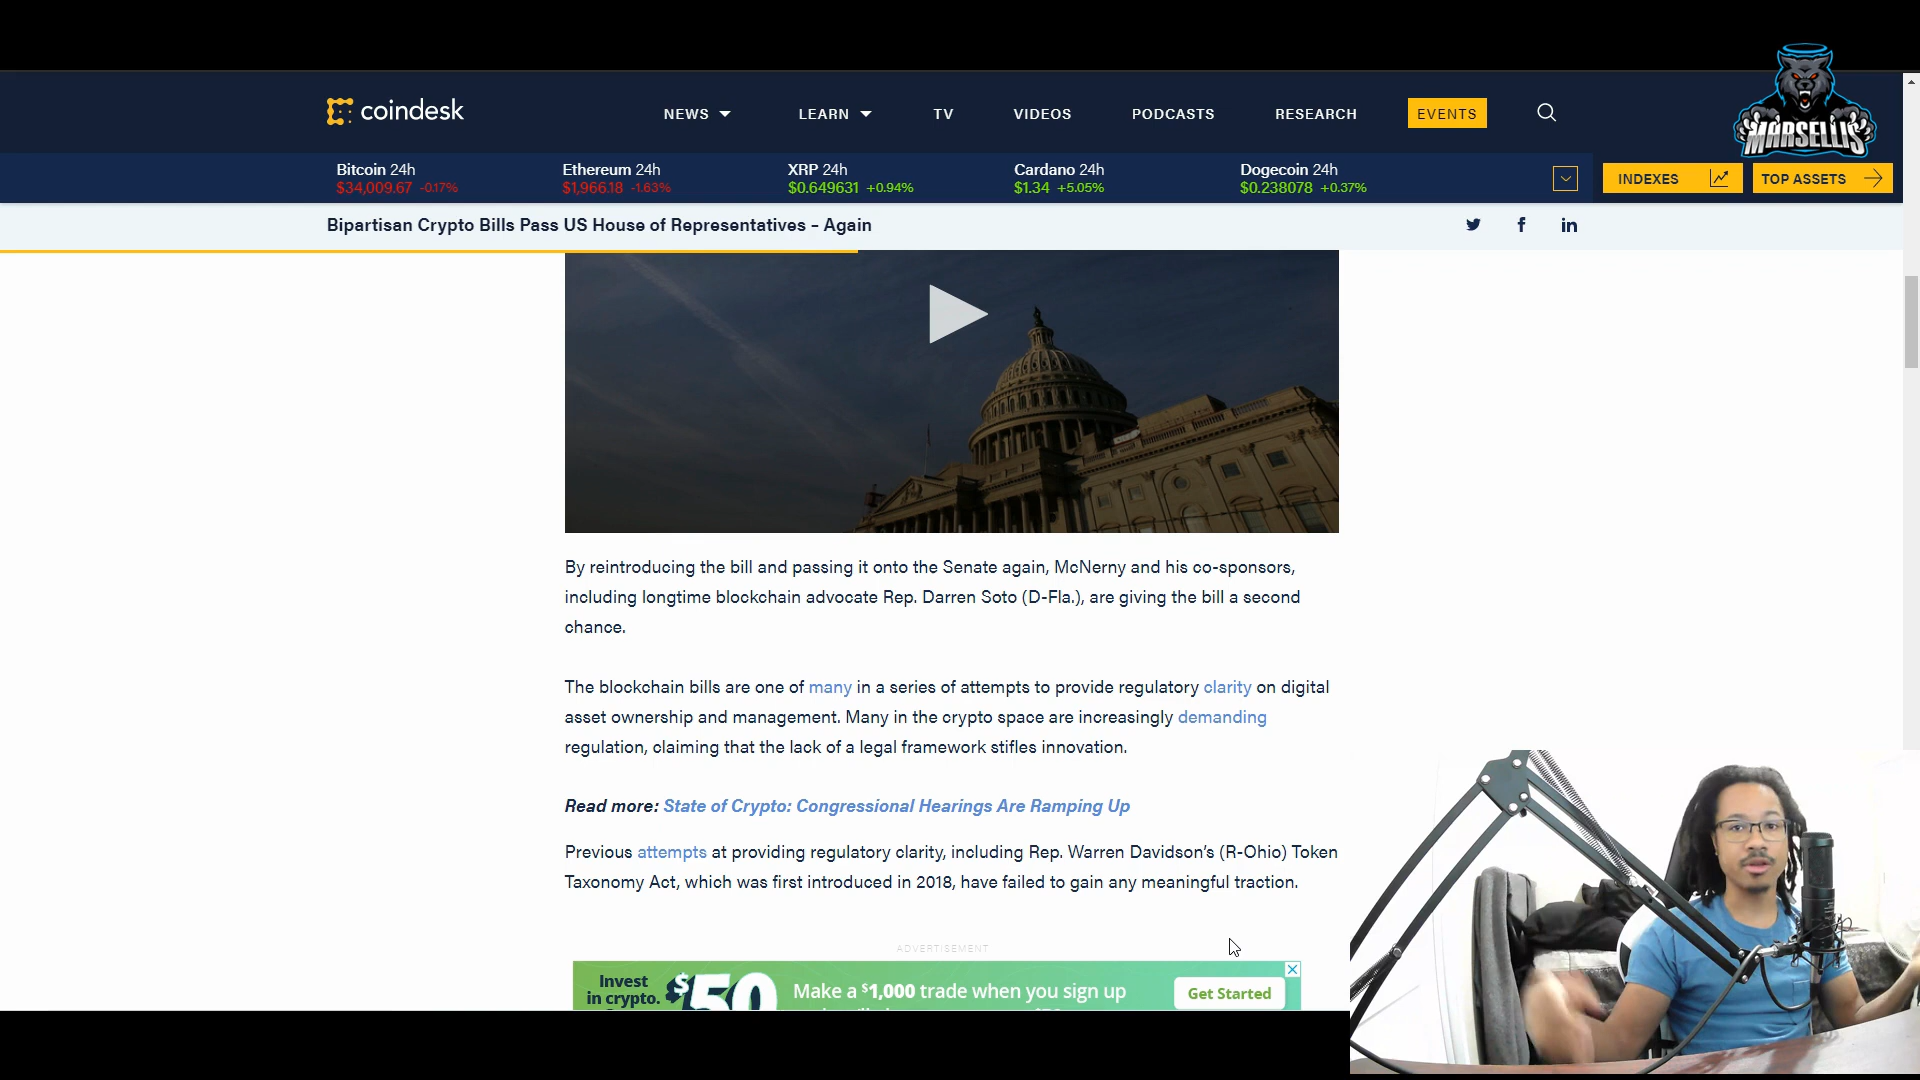 coindesk
NEWS
LEARN
TV
VIDEOS
PODCASTS
RESEARCH
EVENTS
MARSELLIS
Bitcoin 24h
$34,009.67 -0.17%
Ethereum 24h
$1,966.18 -1.63%
XRP 24h
$0.649631 +0.94%
Cardano 24h
$1.34 +5.05%
Dogecoin 24h
$0.238078 +0.37%
INDEXES
TOP ASSETS
Bipartisan Crypto Bills Pass US House of Representatives – Again
By reintroducing the bill and passing it onto the Senate again, McNerny and his co-sponsors,
including longtime blockchain advocate Rep. Darren Soto (D-Fla.), are giving the bill a second
chance.
The blockchain bills are one of many in a series of attempts to provide regulatory clarity on digital
asset ownership and management. Many in the crypto space are increasingly demanding
regulation, claiming that the lack of a legal framework stifles innovation.
Read more: State of Crypto: Congressional Hearings Are Ramping Up
Previous attempts at providing regulatory clarity, including Rep. Warren Davidson's (R-Ohio) Token
Taxonomy Act, which was first introduced in 2018, have failed to gain any meaningful traction.
ADVERTISEMENT
Invest
in crypto.
$50
Make a $1,000 trade when you sign up
Get Started